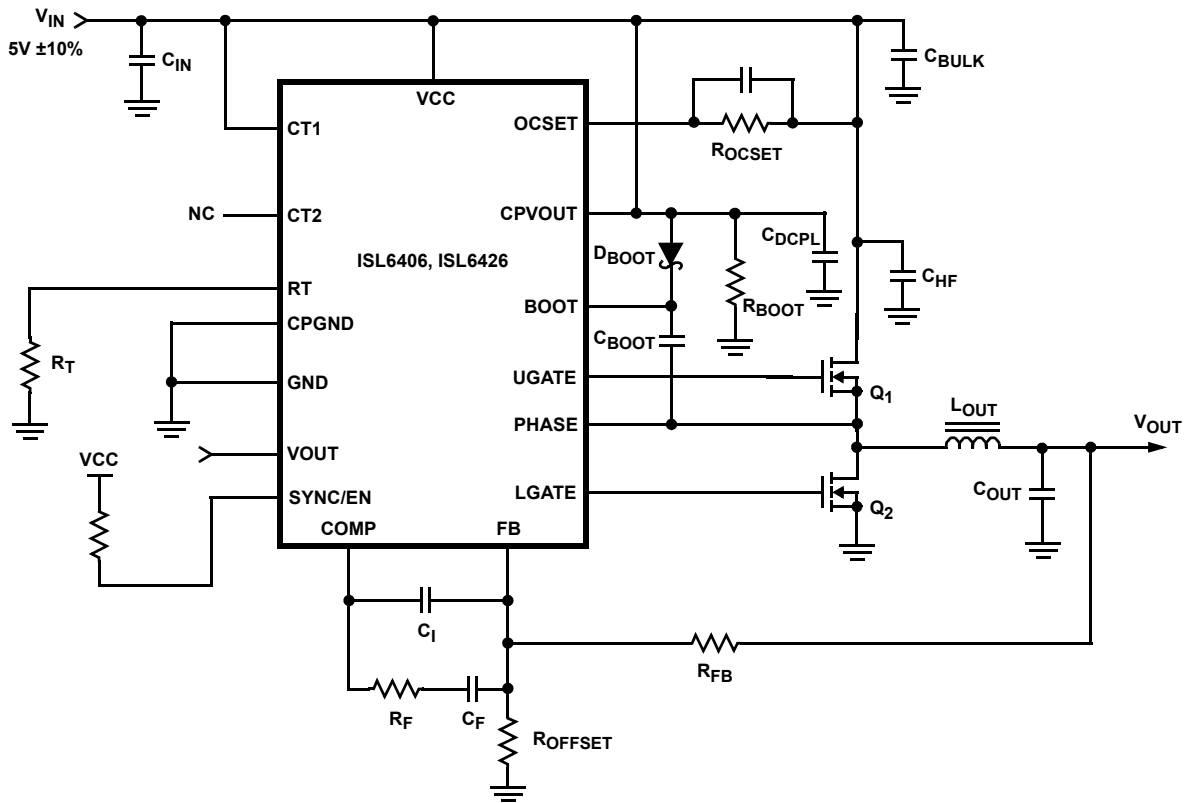 VIN
5V ±10%
CIN
CBULK
VCC
CT1
OCSET
ROCSET
NC
CT2
CPVOUT
DBOOT
CDCPL
ISL6406, ISL6426
CHF
RT
BOOT
RBOOT
CPGND
CBOOT
RT
GND
UGATE
Q1
LOUT
PHASE
VOUT
VCC
VOUT
SYNC/EN
LGATE
COUT
Q2
COMP
FB
CI
RFB
RF
CF
ROFFSET